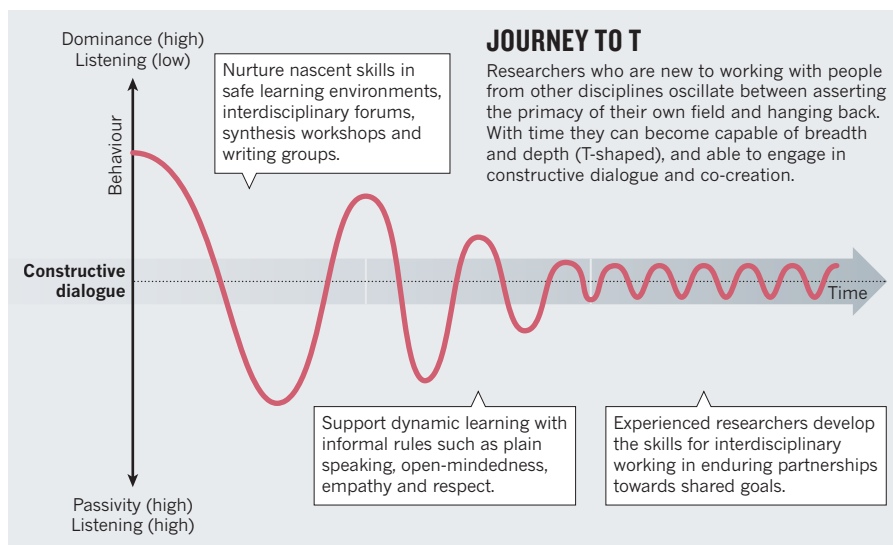 JOURNEY TO T
Researchers who are new to working with people
from other disciplines oscillate between asserting
the primacy of their own field and hanging back.
With time they can become capable of breadth
and depth (T-shaped), and able to engage in
constructive dialogue and co-creation.
Dominance (high)
Listening (low)
Behaviour
Nurture nascent skills in
safe learning environments,
interdisciplinary forums,
synthesis workshops and
writing groups.
Constructive
dialogue
Time
Support dynamic learning with
informal rules such as plain
speaking, open-mindedness,
empathy and respect.
Experienced researchers develop
the skills for interdisciplinary
working in enduring partnerships
towards shared goals.
Passivity (high)
Listening (high)